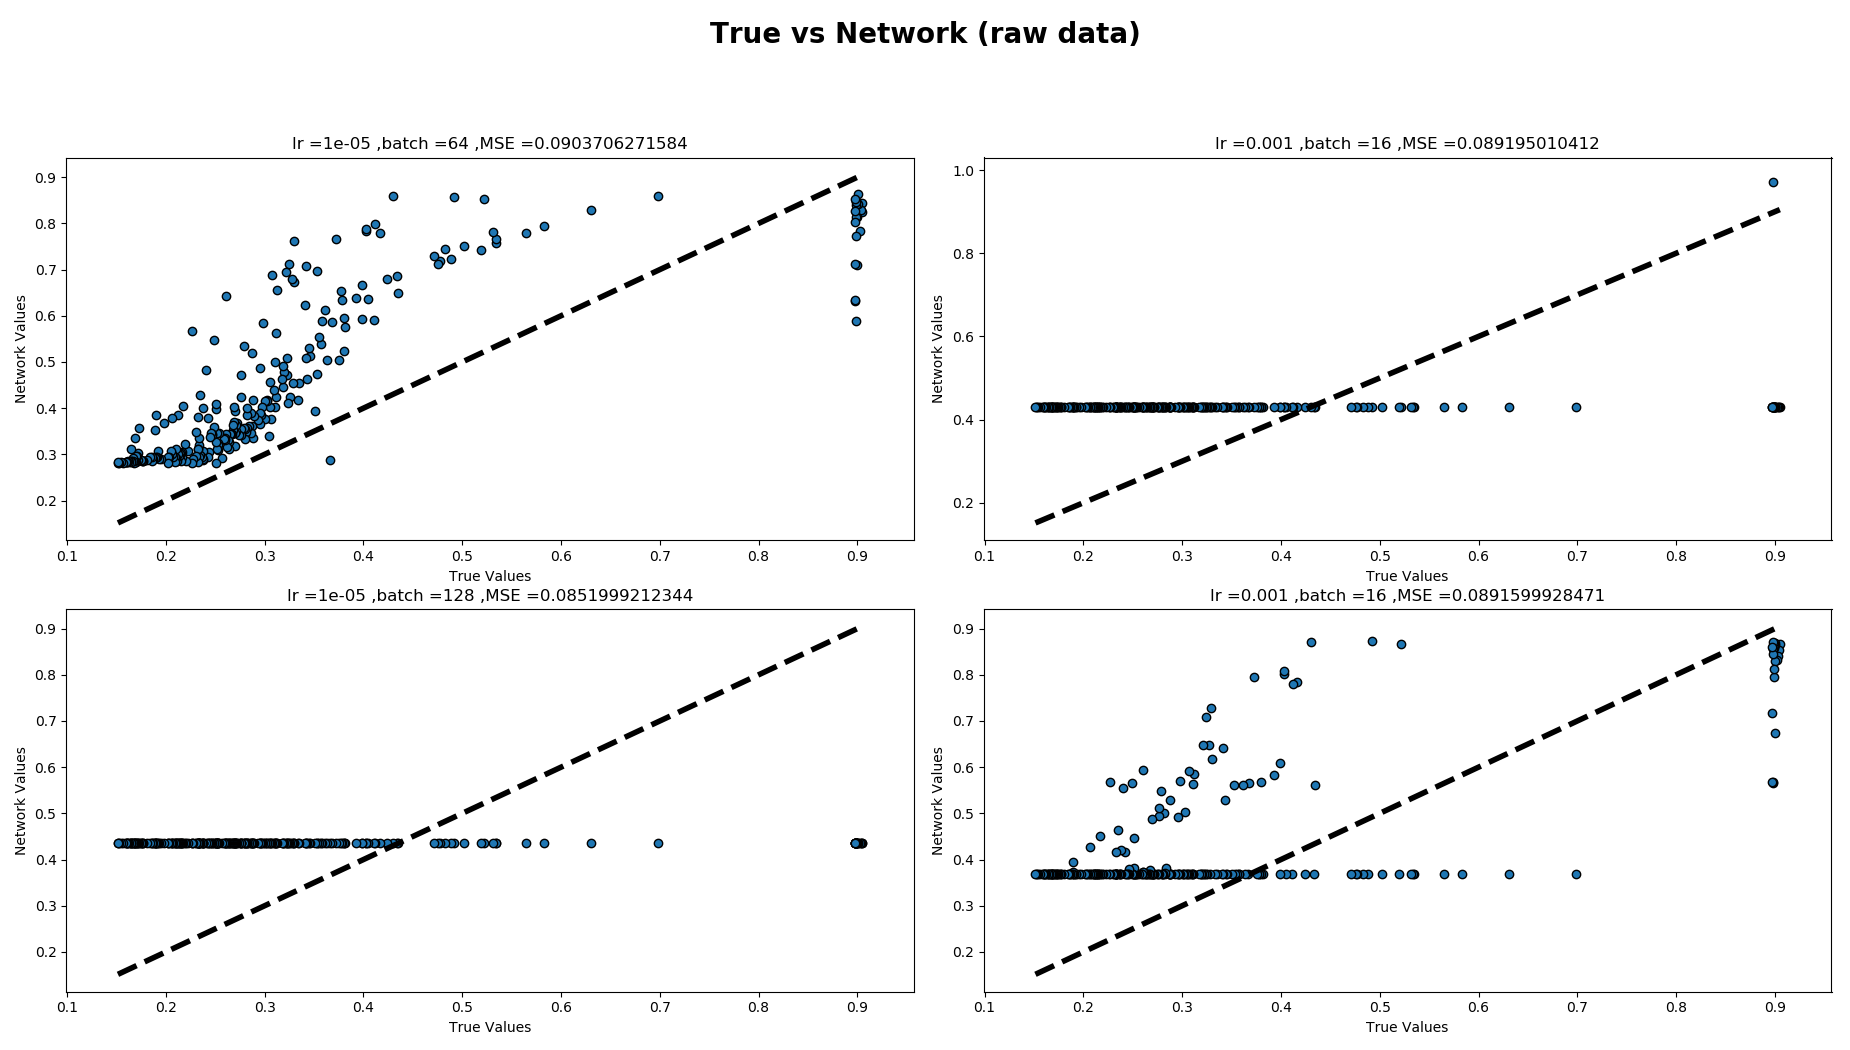 True vs Network (raw data)
lr =1e-05 ,batch =64 ,MSE =0.0903706271584
Network Values
0.9
0.8
0.7
0.6
0.5
0.4
0.3
0.2
0.1 0.2 0.3 0.4 0.5 0.6 0.7 0.8 0.9
True Values
lr =0.001 ,batch =16 ,MSE =0.089195010412
Network Values
1.0
0.8
0.6
0.4
0.2
0.1 0.2 0.3 0.4 0.5 0.6 0.7 0.8 0.9
True Values
lr =1e-05 ,batch =128 ,MSE =0.0851999212344
Network Values
0.9
0.8
0.7
0.6
0.5
0.4
0.3
0.2
0.1 0.2 0.3 0.4 0.5 0.6 0.7 0.8 0.9
True Values
lr =0.001 ,batch =16 ,MSE =0.0891599928471
Network Values
0.9
0.8
0.7
0.6
0.5
0.4
0.3
0.2
0.1 0.2 0.3 0.4 0.5 0.6 0.7 0.8 0.9
True Values